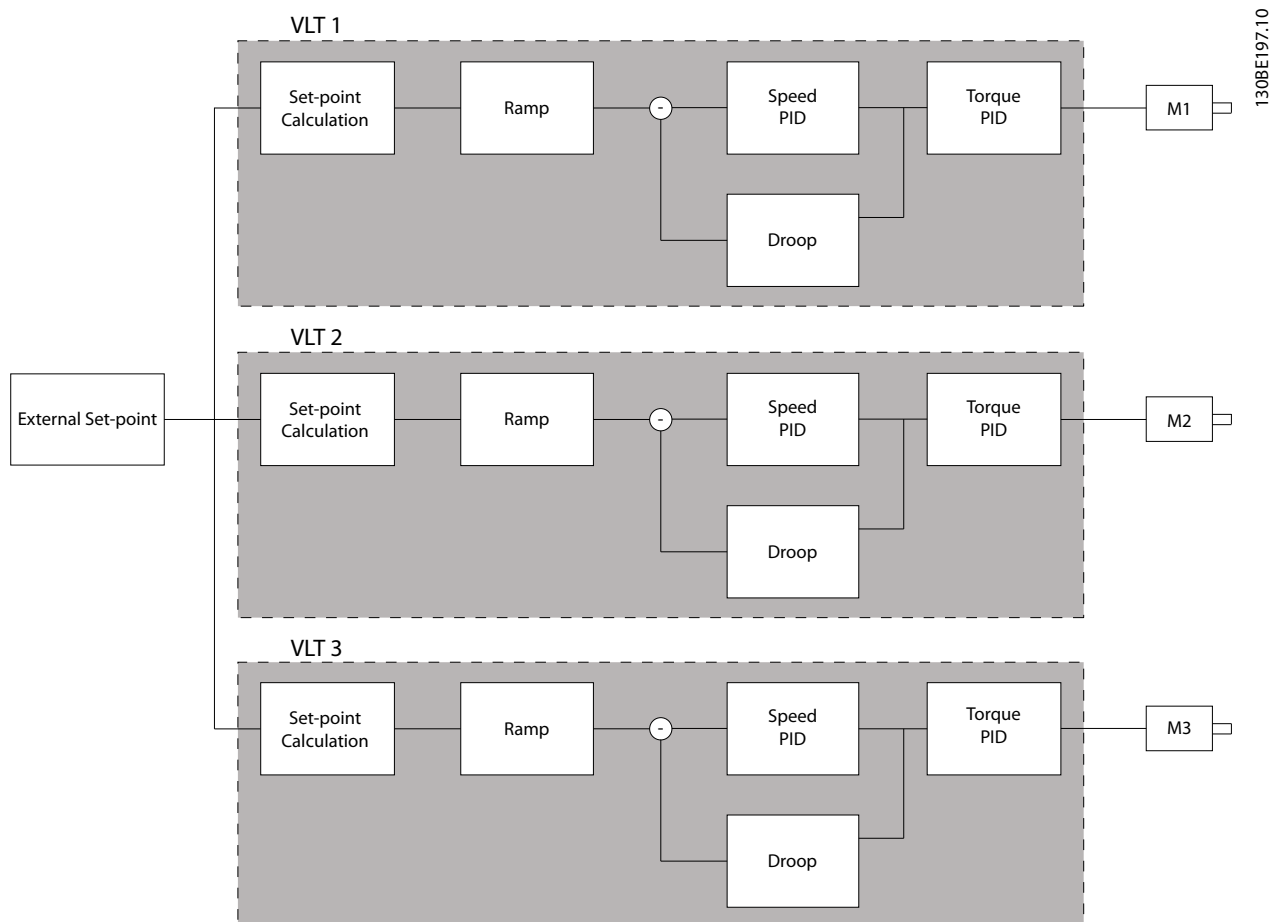 130BE197.10
VLT 1
Set-point
Calculation
Ramp
-
Speed
PID
Torque
PID
M1
Droop
VLT 2
External Set-point
Set-point
Calculation
Ramp
-
Speed
PID
Torque
PID
M2
Droop
VLT 3
Set-point
Calculation
Ramp
-
Speed
PID
Torque
PID
M3
Droop